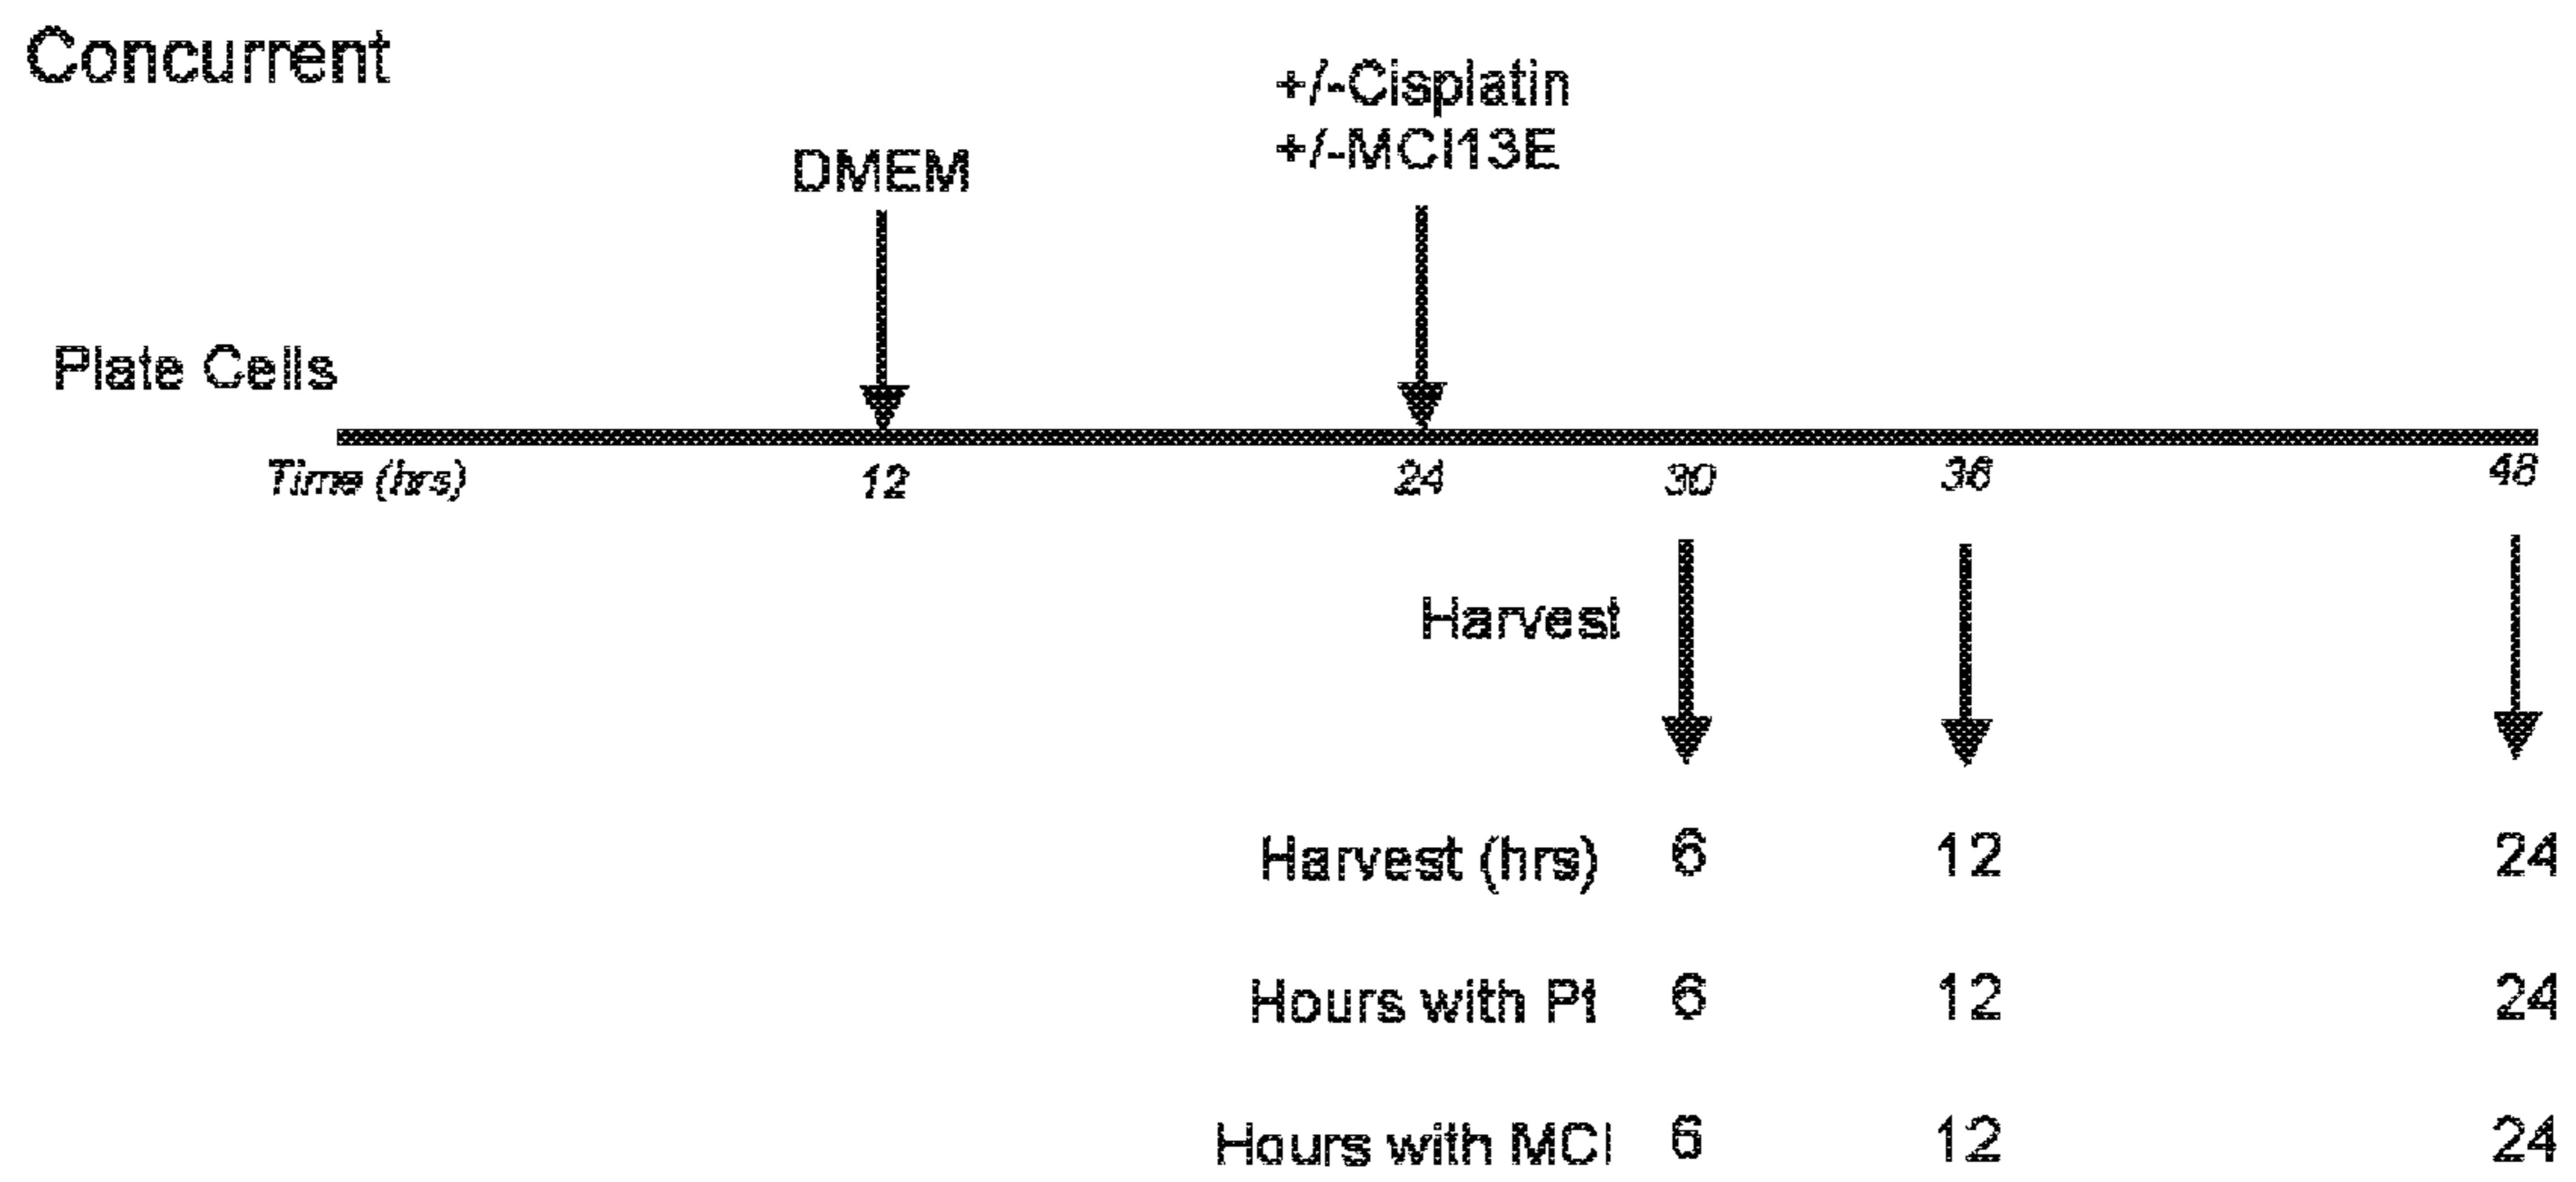 Concurrent
+/-Cisplatin
+/-MCI13E
DMEM
Plate Cells
Time (hrs) 12 24 30 36 48
Harvest
Harvest (hrs) 6 12 24
Hours with Pt 6 12 24
Hours with MCI 6 12 24